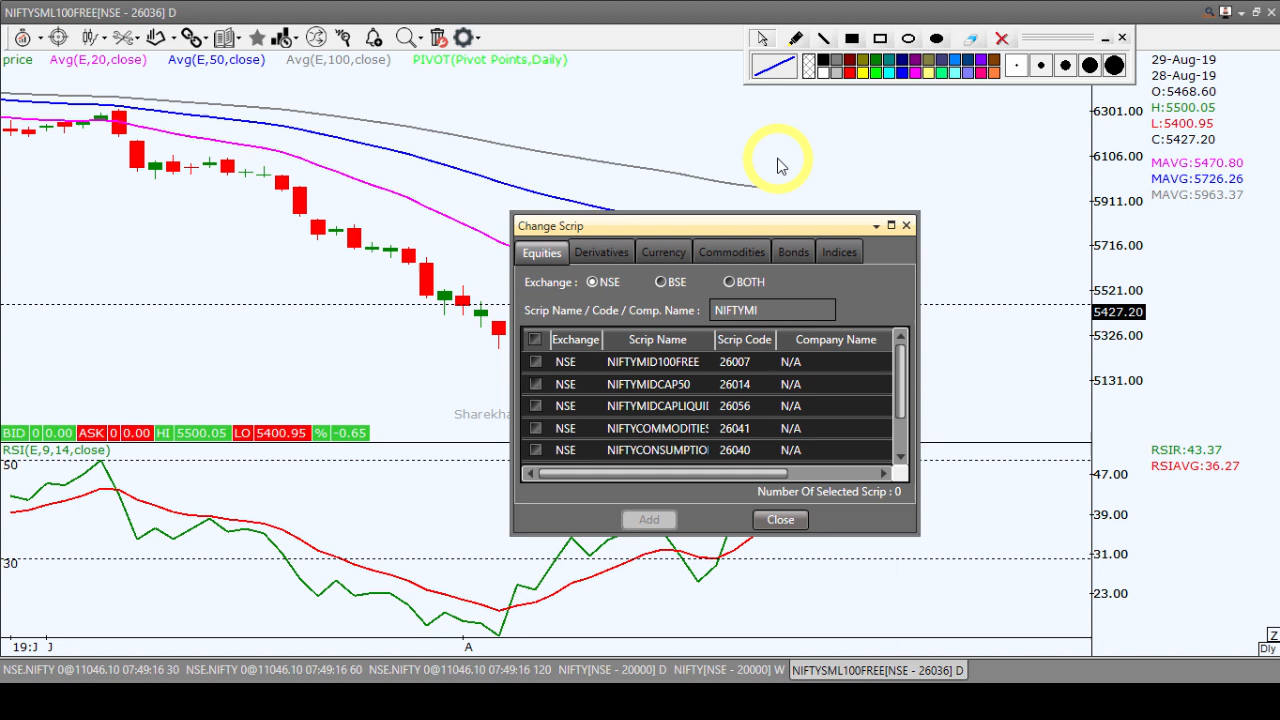 NIFTYSML100FREE[NSE - 26036] D
price Avg(E,20,close) Avg(E,50,close) Avg(E,100,close) PIVOT(Pivot Points,Daily)
29-Aug-19
28-Aug-19
O:5468.60
H:5500.05
L:5400.95
C:5427.20
MAVG:5470.80
MAVG:5726.26
MAVG:5963.37
6301.00
6106.00
5911.00
5716.00
5521.00
5427.20
5326.00
5131.00
Change Scrip
Equities Derivatives Currency Commodities Bonds Indices
Exchange : NSE BSE BOTH
Scrip Name / Code / Comp. Name : NIFTYMI
Exchange Scrip Name Scrip Code Company Name
NSE NIFTYMID100FREE 26007 N/A
NSE NIFTYMIDCAP50 26014 N/A
NSE NIFTYMIDCAPLIQUID 26056 N/A
NSE NIFTYCOMMODITIES 26041 N/A
NSE NIFTYCONSUMPTIO 26040 N/A
Number Of Selected Scrip : 0
Add Close
Sharekha
BID 0 0.00 ASK 0 0.00 HI 5500.05 LO 5400.95 % -0.65
RSI(E,9,14,close)
50
30
RSIR:43.37
RSIAVG:36.27
47.00
39.00
31.00
23.00
19:J J A
Z
Dly
NSE.NIFTY 0@11046.10 07:49:16 30 NSE.NIFTY 0@11046.10 07:49:16 60 NSE.NIFTY 0@11046.10 07:49:16 120 NIFTY[NSE - 20000] D NIFTY[NSE - 20000] W NIFTYSML100FREE[NSE - 26036] D